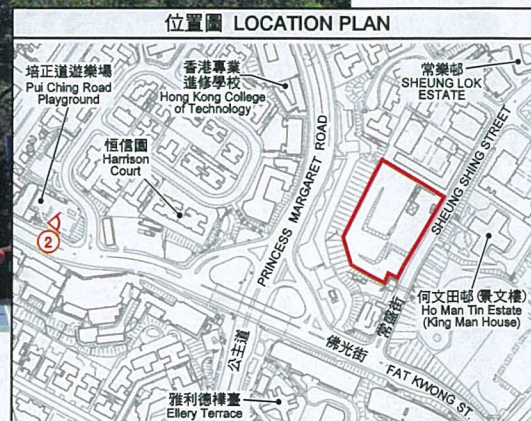 位置圖 LOCATION PLAN
培正道遊樂場
Pui Ching Road
Playground
香港專業
進修學校
Hong Kong College
of Technology
常樂邨
SHEUNG LOK
ESTATE
恒信園
Harrison
Court
PRINCESS MARGARET ROAD
SHEUNG SHING STREET
2
何文田邨(景文樓)
Ho Man Tin Estate
(King Man House)
常盛街
公主道
佛光街
FAT KWONG ST.
雅利德樺臺
Ellery Terrace